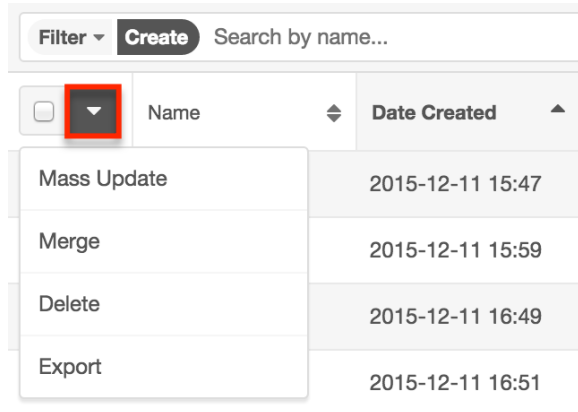 Filter Create Search by name...
Name Date Created
Mass Update 2015-12-11 15:47
Merge 2015-12-11 15:59
Delete 2015-12-11 16:49
Export 2015-12-11 16:51